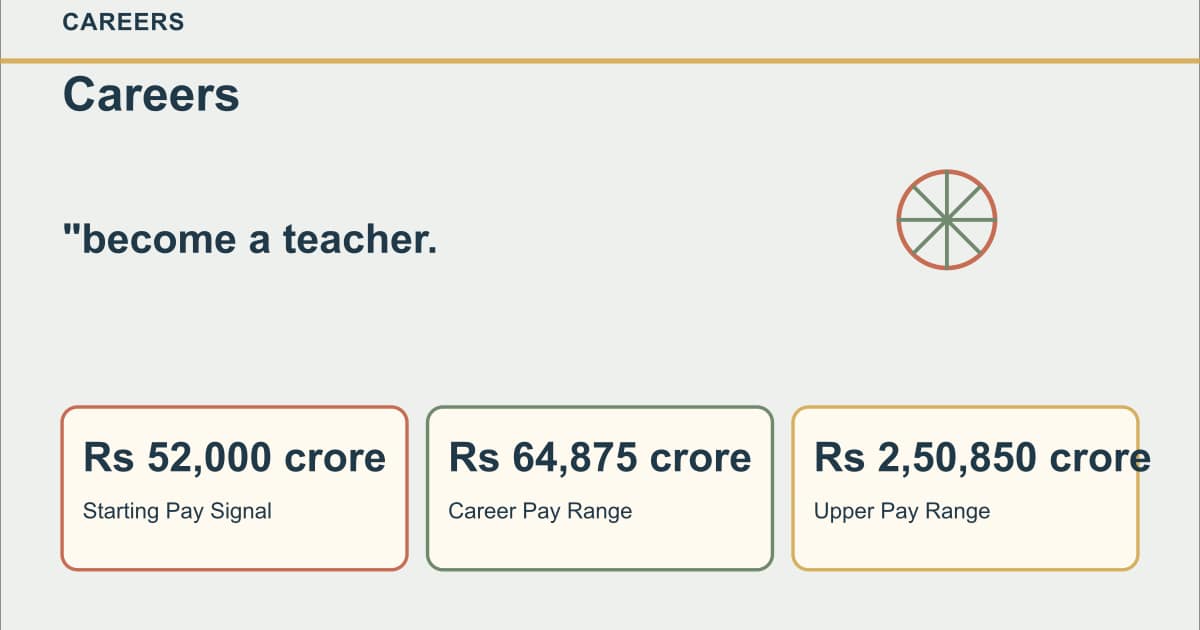 CAREERS
Careers
"become a teacher.
Rs 52,000 crore
Starting Pay Signal
Rs 64,875 crore
Career Pay Range
Rs 2,50,850 crore
Upper Pay Range